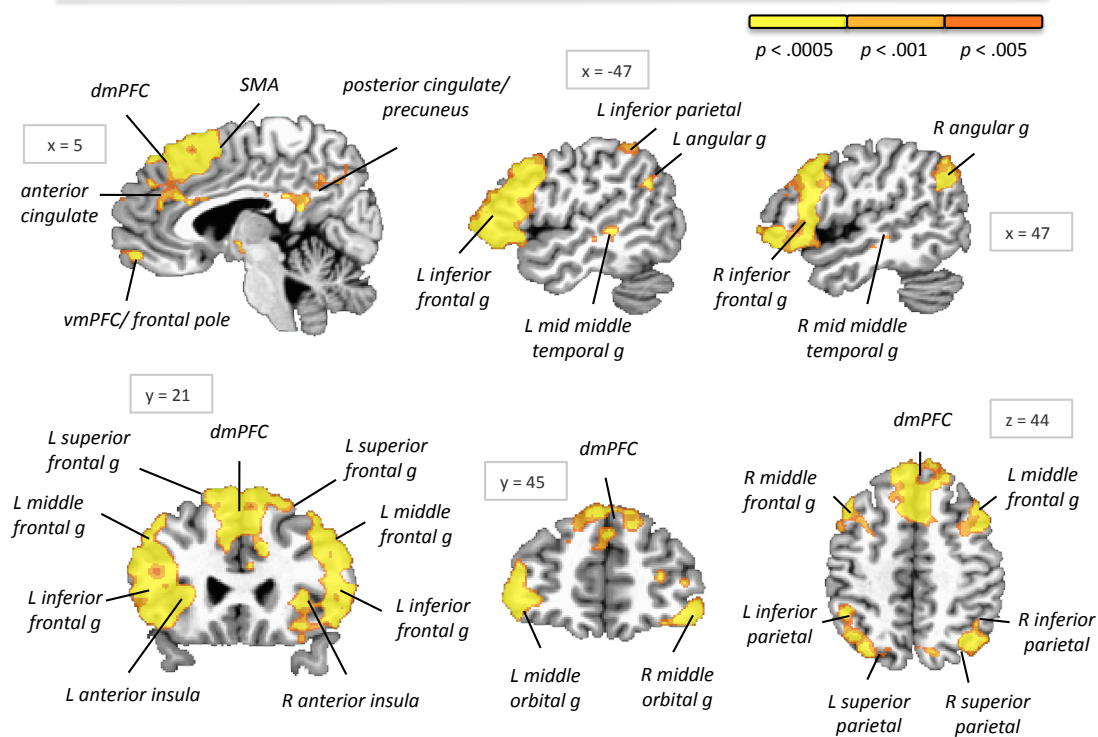 p < .0005
p < .001
p < .005
x = 5
dmPFC
SMA
posterior cingulate/
precuneus
anterior
cingulate
vmPFC/ frontal pole
x = -47
L inferior parietal
L angular g
L inferior
frontal g
L mid middle
temporal g
R angular g
x = 47
R inferior
frontal g
R mid middle
temporal g
y = 21
L superior
frontal g
dmPFC
L superior
frontal g
L middle
frontal g
L middle
frontal g
L inferior
frontal g
L inferior
frontal g
L anterior insula
R anterior insula
y = 45
dmPFC
L middle
orbital g
R middle
orbital g
dmPFC
z = 44
R middle
frontal g
L middle
frontal g
L inferior
parietal
R inferior
parietal
L superior
parietal
R superior
parietal